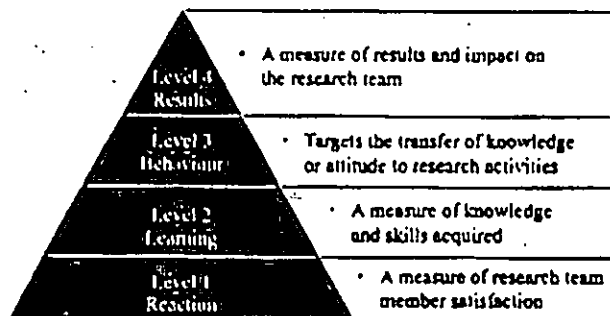 Level 4
Results
• A measure of results and impact on
the research team
Level 3
Behaviour
• Targets the transfer of knowledge
or attitude to research activities
Level 2
Learning
• A measure of knowledge
and skills acquired
Level 1
Reaction
• A measure of research team
member satisfaction